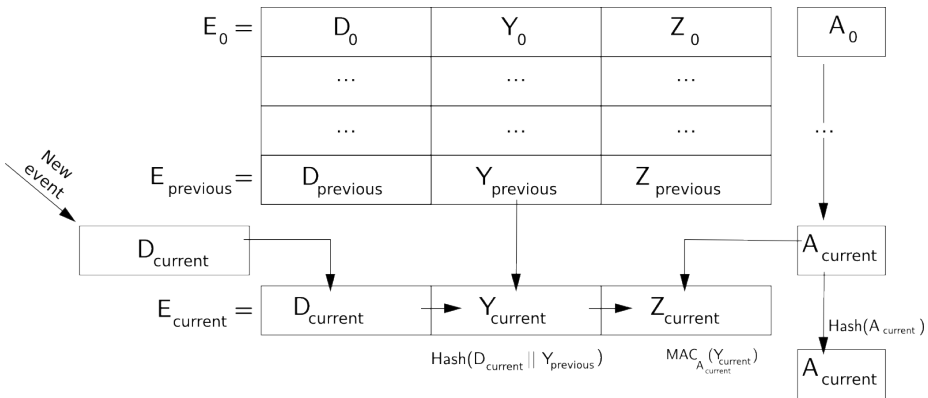 E0 = D0 Y0 Z0 A0
... ... ...
... ... ... ...
New event
Eprevious = Dprevious Yprevious Zprevious
Dcurrent Acurrent
Ecurrent = Dcurrent Ycurrent Zcurrent
Hash(Acurrent)
Hash(Dcurrent || Yprevious) MACAcurrent(Ycurrent)
Acurrent